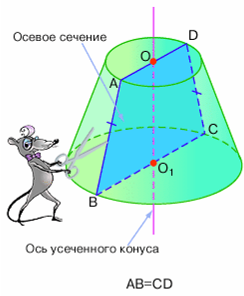 D
O
Осевое сечение
A
C
O₁
B
Ось усеченного конуса
AB=CD